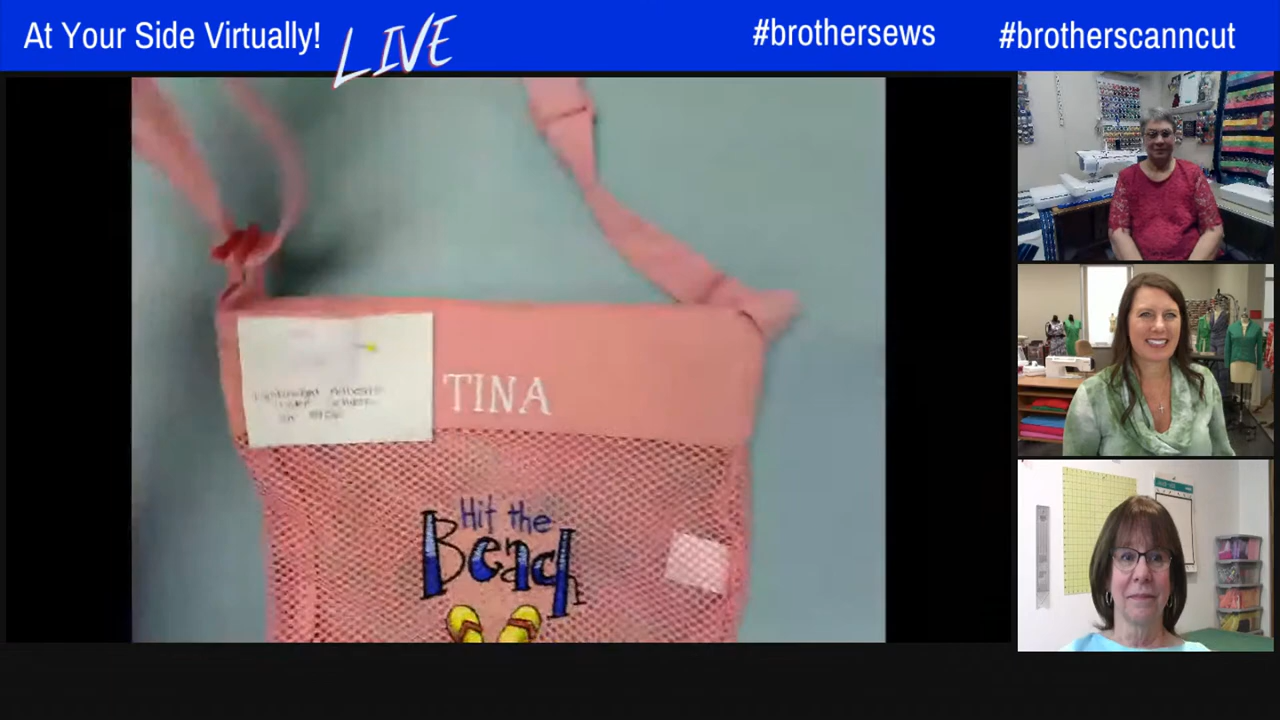 At Your Side Virtually!
LIVE
#brothersews
#brotherscanncut
TINA
Hit the
Beach